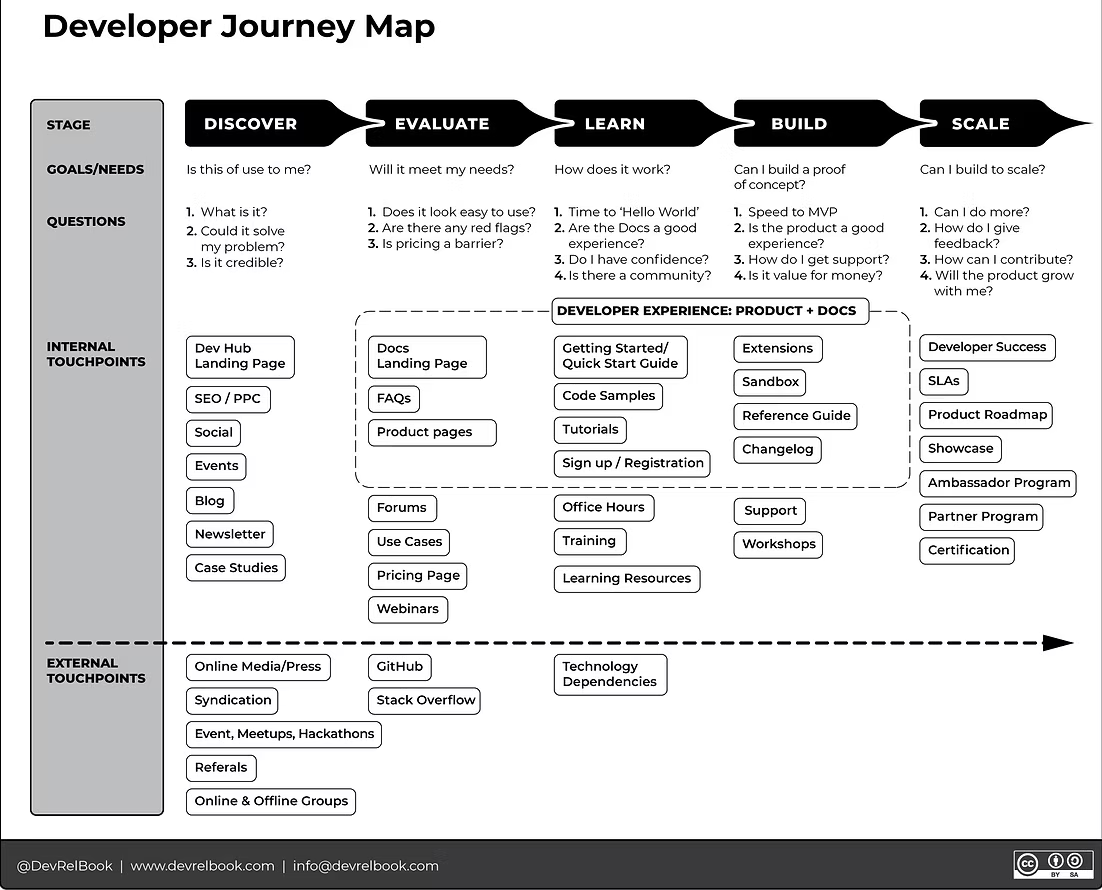 Developer Journey Map
STAGE
DISCOVER
EVALUATE
LEARN
BUILD
SCALE
GOALS/NEEDS
Is this of use to me?
Will it meet my needs?
How does it work?
Can I build a proof
of concept?
Can I build to scale?
QUESTIONS
1. What is it?
2. Could it solve
my problem?
3. Is it credible?
1. Does it look easy to use?
2. Are there any red flags?
3. Is pricing a barrier?
1. Time to ‘Hello World’
2. Are the Docs a good
experience?
3. Do I have confidence?
4. Is there a community?
1. Speed to MVP
2. Is the product a good
experience?
3. How do I get support?
4. Is it value for money?
1. Can I do more?
2. How do I give
feedback?
3. How can I contribute?
4. Will the product grow
with me?
DEVELOPER EXPERIENCE: PRODUCT + DOCS
INTERNAL
TOUCHPOINTS
Dev Hub
Landing Page
SEO / PPC
Social
Events
Blog
Newsletter
Case Studies
Docs
Landing Page
FAQs
Product pages
Forums
Use Cases
Pricing Page
Webinars
Getting Started/
Quick Start Guide
Code Samples
Tutorials
Sign up / Registration
Office Hours
Training
Learning Resources
Extensions
Sandbox
Reference Guide
Changelog
Support
Workshops
Developer Success
SLAs
Product Roadmap
Showcase
Ambassador Program
Partner Program
Certification
EXTERNAL
TOUCHPOINTS
Online Media/Press
Syndication
Event, Meetups, Hackathons
Referals
Online & Offline Groups
GitHub
Stack Overflow
Technology
Dependencies
@DevRelBook | www.devrelbook.com | info@devrelbook.com
cc
BY SA